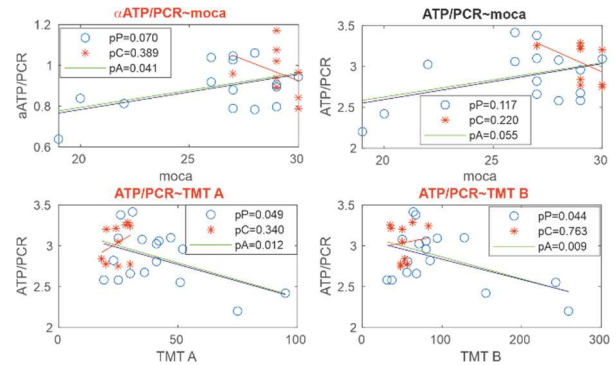 αATP/PCR~moca
aATP/PCR
1.2
1
0.8
0.6
pP=0.070
pC=0.389
pA=0.041
20
25
30
moca
ATP/PCR~moca
ATP/PCR
3.5
3
2.5
2
pP=0.117
pC=0.220
pA=0.055
20
25
30
moca
ATP/PCR~TMT A
ATP/PCR
3.5
3
2.5
2
pP=0.049
pC=0.340
pA=0.012
0
50
100
TMT A
ATP/PCR~TMT B
ATP/PCR
3.5
3
2.5
2
pP=0.044
pC=0.763
pA=0.009
0
100
200
300
TMT B